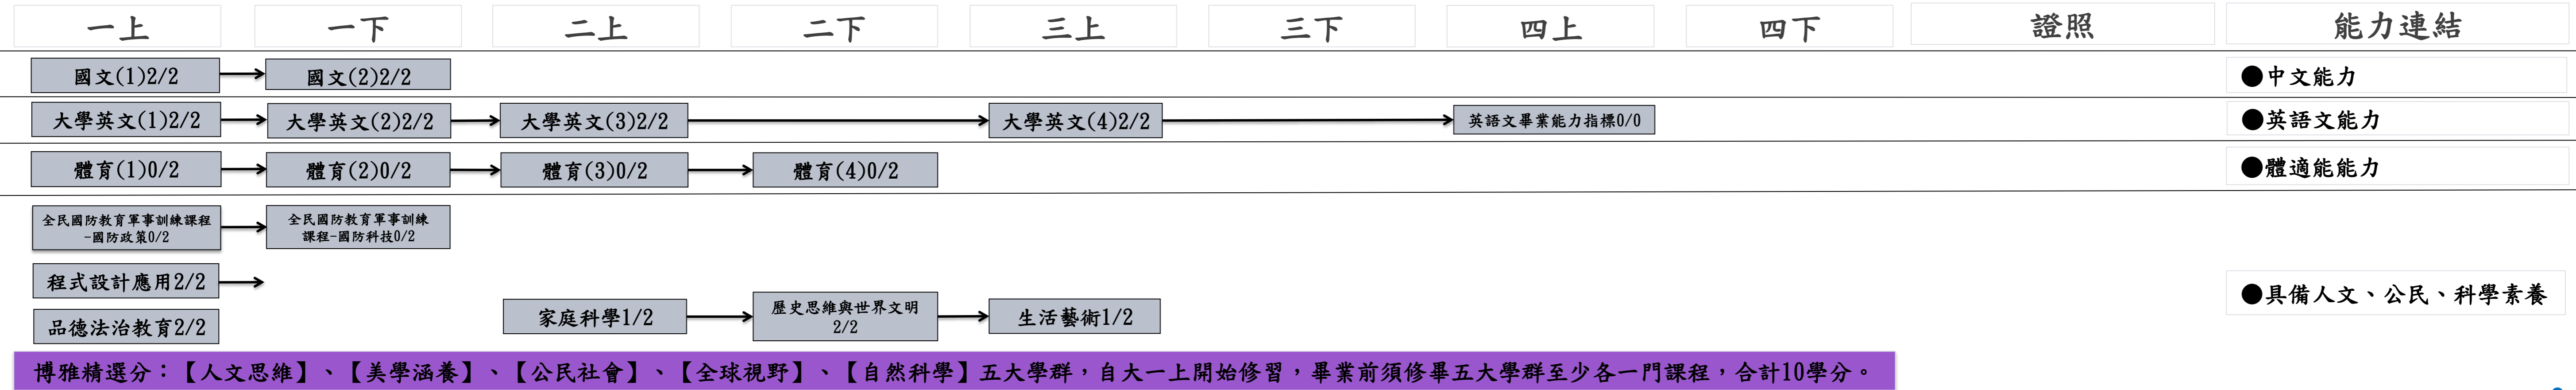 一上
一下
二上
二下
三上
三下
四上
四下
證照
能力連結
國文(1)2/2
國文(2)2/2
●中文能力
大學英文(1)2/2
大學英文(2)2/2
大學英文(3)2/2
大學英文(4)2/2
英語文畢業能力指標0/0
●英語文能力
體育(1)0/2
體育(2)0/2
體育(3)0/2
體育(4)0/2
●體適能能力
全民國防教育軍事訓練課程
-國防政策0/2
全民國防教育軍事訓練
課程-國防科技0/2
程式設計應用2/2
品德法治教育2/2
家庭科學1/2
歷史思維與世界文明
2/2
生活藝術1/2
●具備人文、公民、科學素養
博雅精選分：【人文思維】、【美學涵養】、【公民社會】、【全球視野】、【自然科學】五大學群，自大一上開始修習，畢業前須修畢五大學群至少各一門課程，合計10學分。